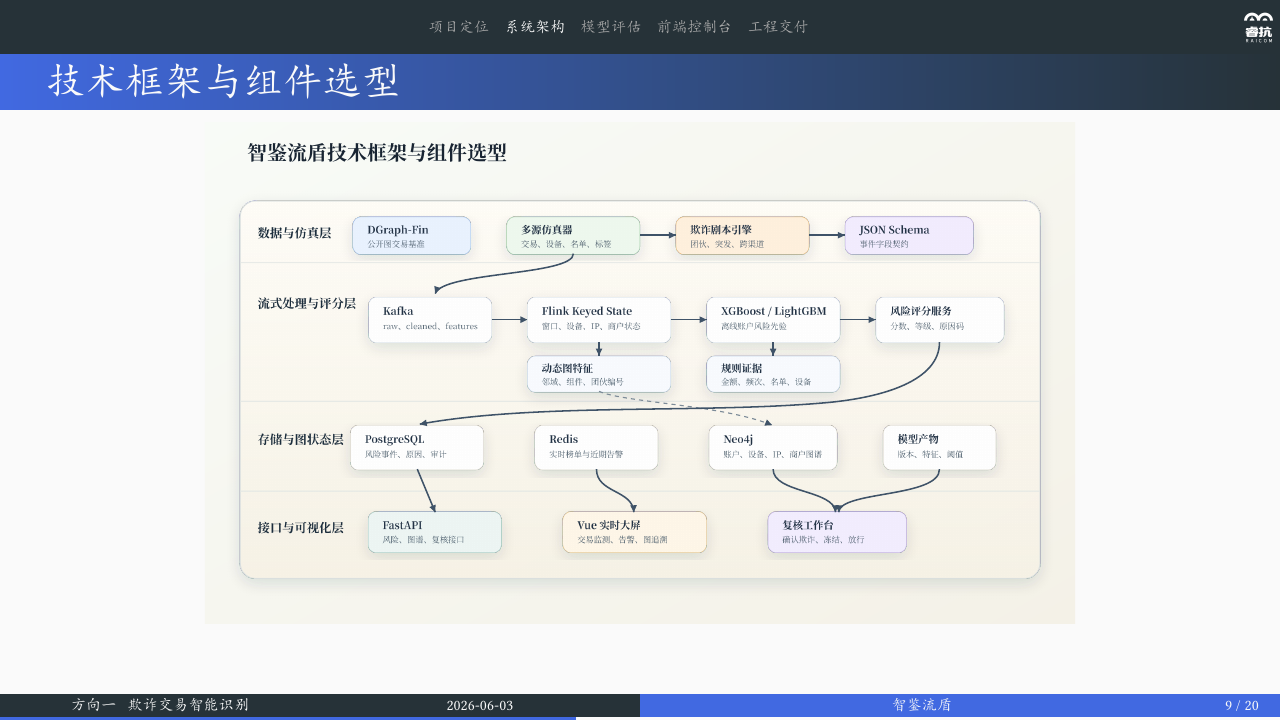 项目定位 系统架构 模型评估 前端控制台 工程交付
睿抗
RAICOM
技术框架与组件选型
智鉴流盾技术框架与组件选型
数据与仿真层
DGraph-Fin
公开图交易基准
多源仿真器
交易、设备、名单、标签
欺诈剧本引擎
团伙、突发、跨渠道
JSON Schema
事件字段契约
流式处理与评分层
Kafka
raw、cleaned、features
Flink Keyed State
窗口、设备、IP、商户状态
XGBoost / LightGBM
离线账户风险先验
风险评分服务
分数、等级、原因码
动态图特征
邻域、组件、团伙编号
规则证据
金额、频次、名单、设备
存储与图状态层
PostgreSQL
风险事件、原因、审计
Redis
实时榜单与近期告警
Neo4j
账户、设备、IP、商户图谱
模型产物
版本、特征、阈值
接口与可视化层
FastAPI
风险、图谱、复核接口
Vue 实时大屏
交易监测、告警、图追溯
复核工作台
确认欺诈、冻结、放行
方向一 欺诈交易智能识别
2026-06-03
智鉴流盾
9 / 20